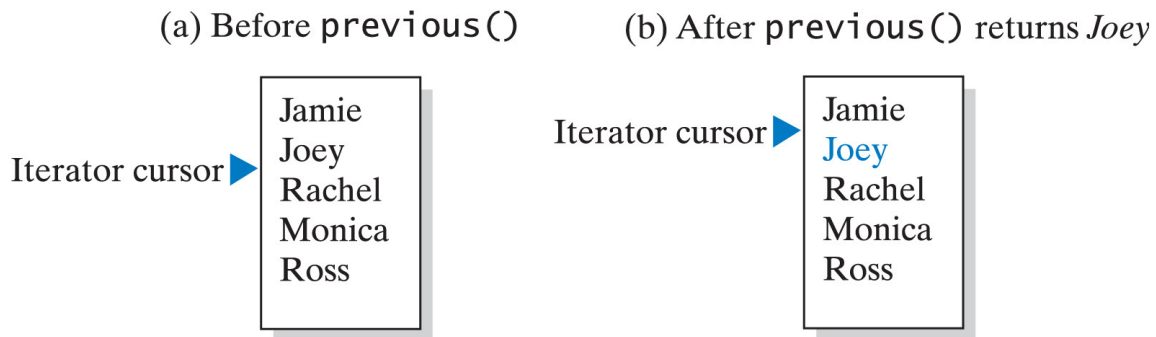 (a) Before previous()
Iterator cursor
Jamie
Joey
Rachel
Monica
Ross
(b) After previous() returns Joey
Iterator cursor
Jamie
Joey
Rachel
Monica
Ross